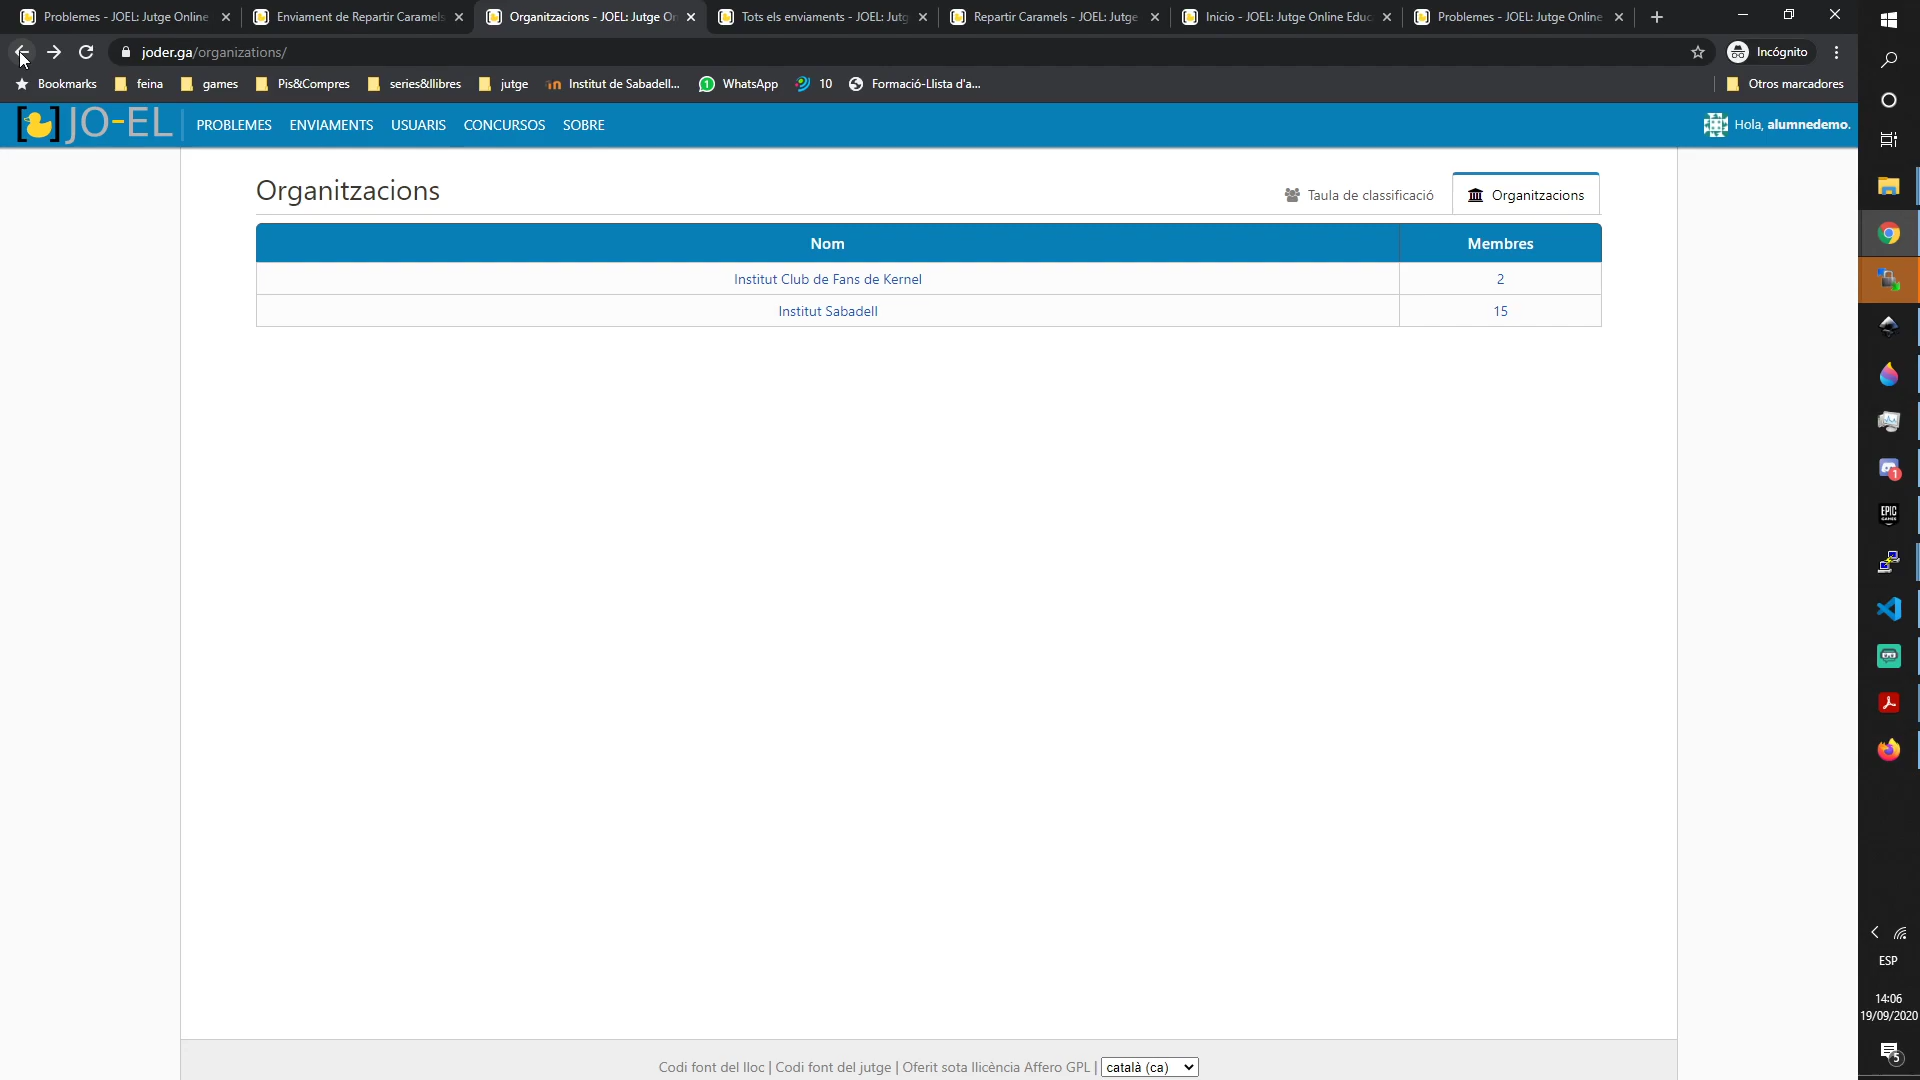 Problemes - JOEL: Jutge Online
Enviament de Repartir Caramels
Organitzacions - JOEL: Jutge On
Tots els enviaments - JOEL: Jutg
Repartir Caramels - JOEL: Jutge
Inicio - JOEL: Jutge Online Educ
Problemes - JOEL: Jutge Online
joder.ga/organizations/
Incógnito
Bookmarks
feina
games
Pis&Compres
series&llibres
jutge
Institut de Sabadell...
WhatsApp
10
Formació-Llista d'a...
Otros marcadores
JO-EL
PROBLEMES
ENVIAMENTS
USUARIS
CONCURSOS
SOBRE
Hola, alumnedemo.
Organitzacions
Taula de classificació
Organitzacions
Nom
Membres
Institut Club de Fans de Kernel
2
Institut Sabadell
15
Codi font del lloc | Codi font del jutge | Oferit sota llicència Affero GPL | català (ca)
1
EPIC
GAMES
ESP
14:06
19/09/2020
5